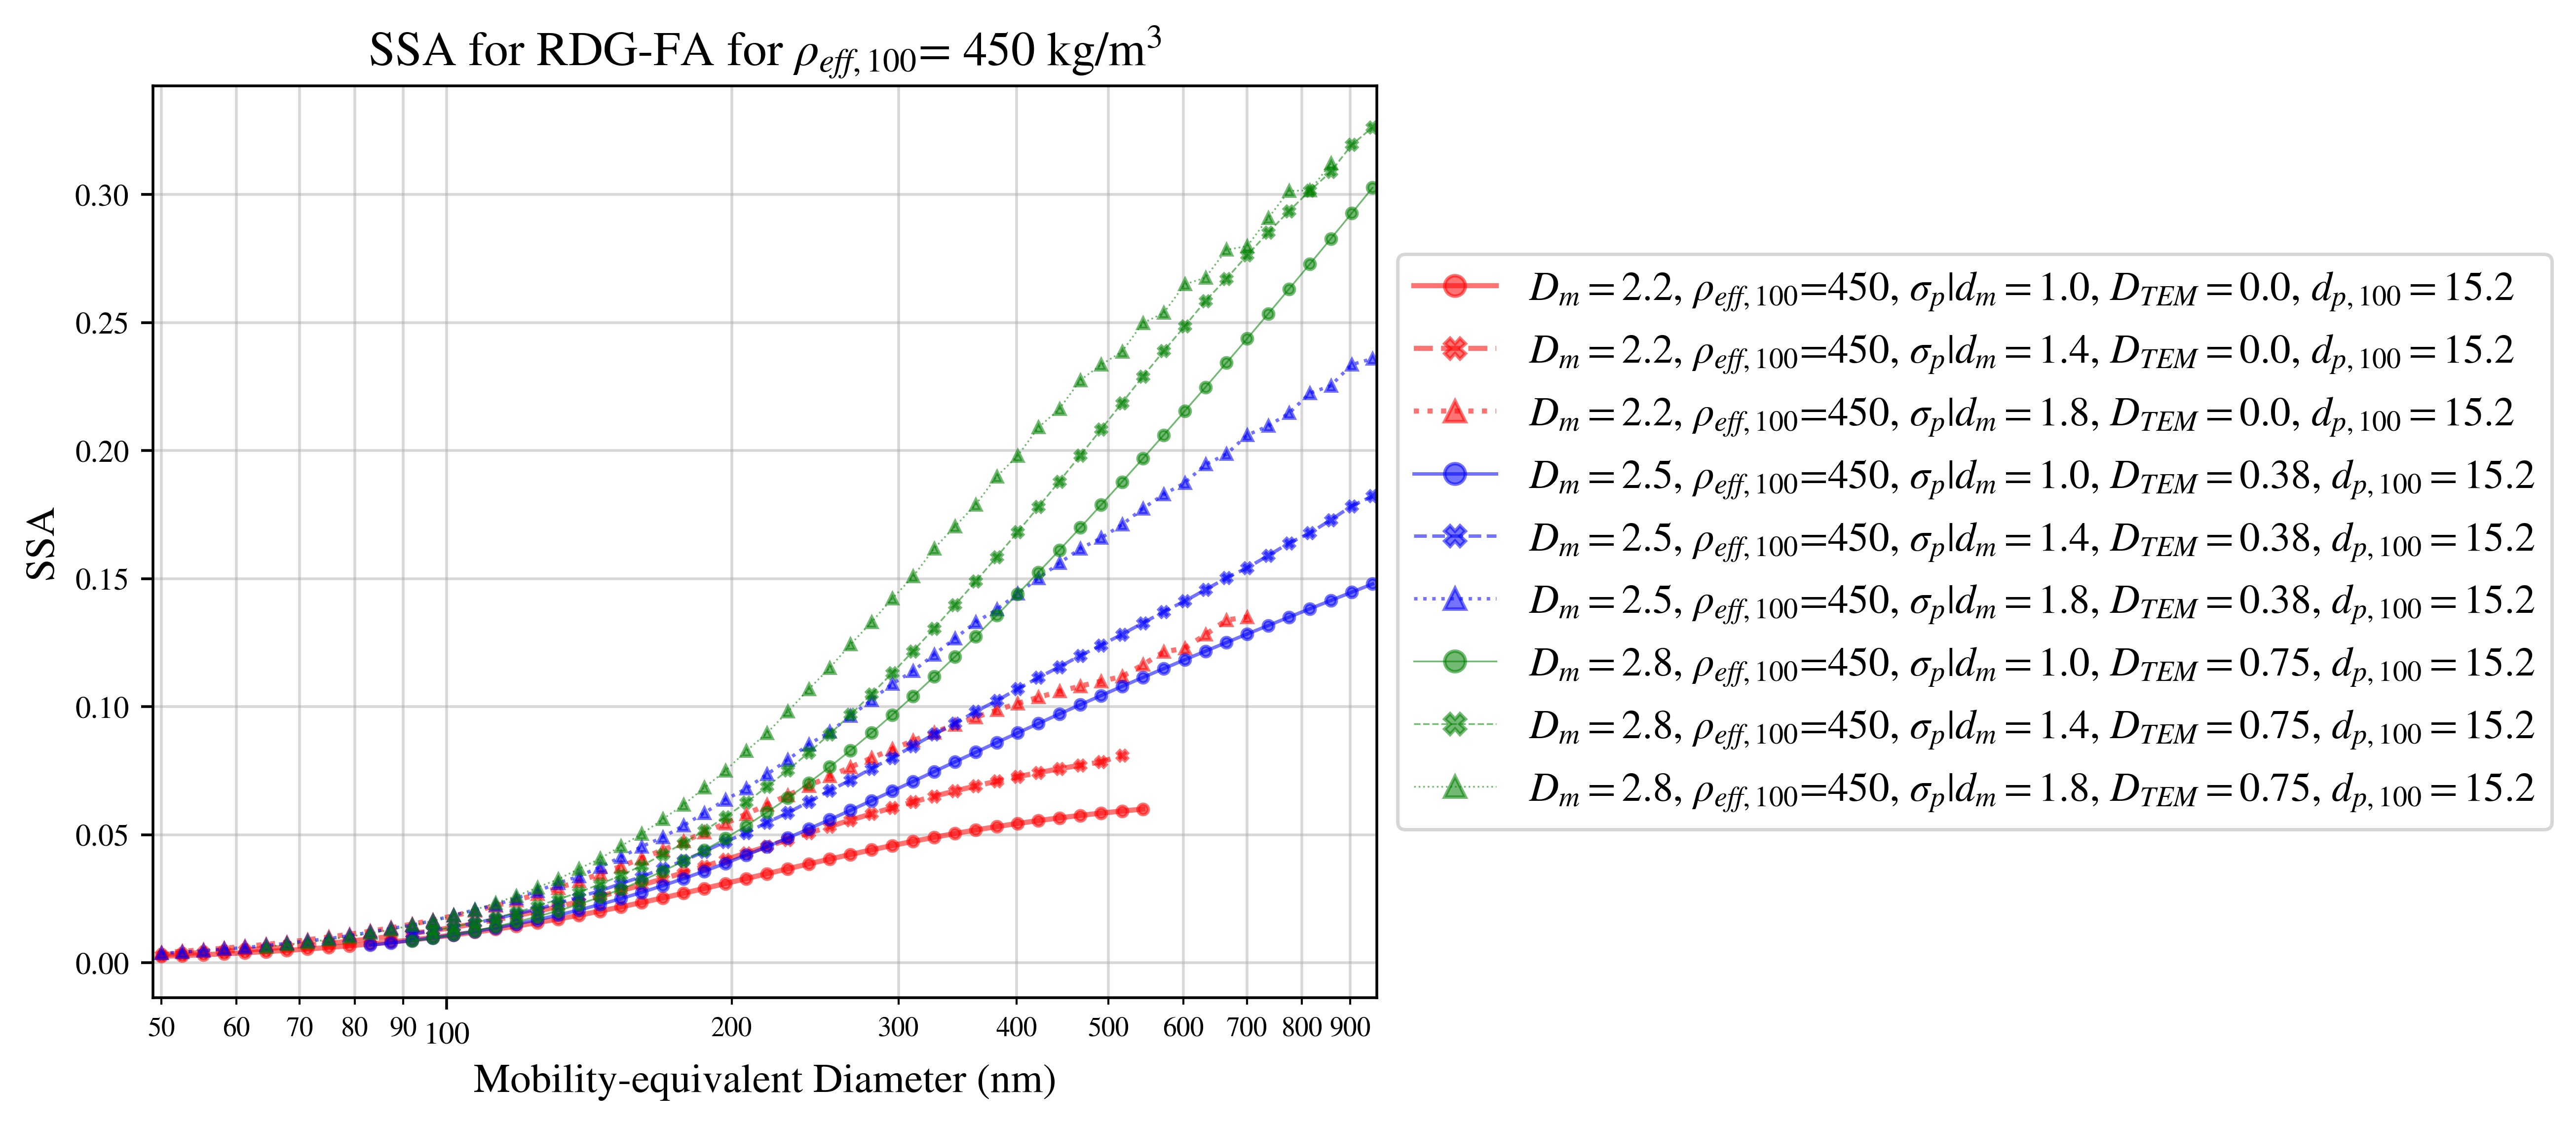 SSA for RDG-FA for ρeff,100= 450 kg/m³
SSA
0.30
0.25
0.20
0.15
0.10
0.05
0.00
50 60 70 80 90 100 200 300 400 500 600 700 800 900
Mobility-equivalent Diameter (nm)
Dm = 2.2, ρeff,100=450, σp|dm = 1.0, DTEM = 0.0, dp,100 = 15.2
Dm = 2.2, ρeff,100=450, σp|dm = 1.4, DTEM = 0.0, dp,100 = 15.2
Dm = 2.2, ρeff,100=450, σp|dm = 1.8, DTEM = 0.0, dp,100 = 15.2
Dm = 2.5, ρeff,100=450, σp|dm = 1.0, DTEM = 0.38, dp,100 = 15.2
Dm = 2.5, ρeff,100=450, σp|dm = 1.4, DTEM = 0.38, dp,100 = 15.2
Dm = 2.5, ρeff,100=450, σp|dm = 1.8, DTEM = 0.38, dp,100 = 15.2
Dm = 2.8, ρeff,100=450, σp|dm = 1.0, DTEM = 0.75, dp,100 = 15.2
Dm = 2.8, ρeff,100=450, σp|dm = 1.4, DTEM = 0.75, dp,100 = 15.2
Dm = 2.8, ρeff,100=450, σp|dm = 1.8, DTEM = 0.75, dp,100 = 15.2